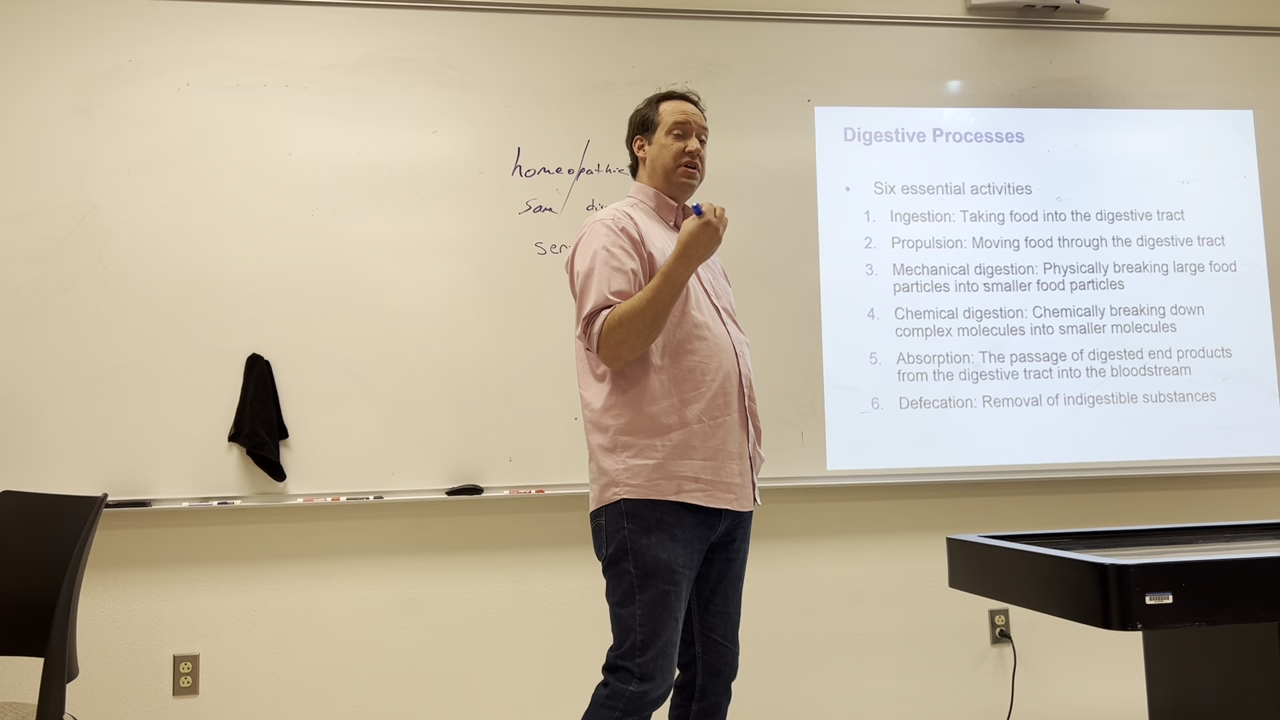 homeopathic
same
ser
Digestive Processes
• Six essential activities
1. Ingestion: Taking food into the digestive tract
2. Propulsion: Moving food through the digestive tract
3. Mechanical digestion: Physically breaking large food
particles into smaller food particles
4. Chemical digestion: Chemically breaking down
complex molecules into smaller molecules
5. Absorption: The passage of digested end products
from the digestive tract into the bloodstream
6. Defecation: Removal of indigestible substances